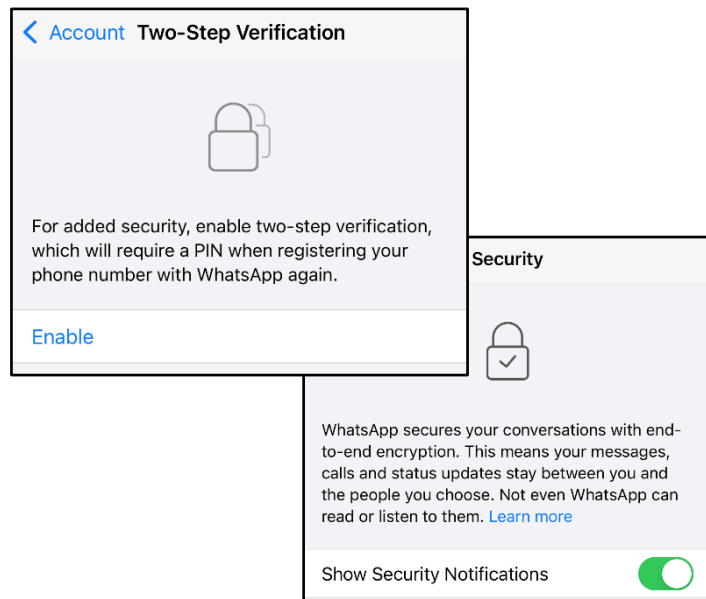 Account Two-Step Verification
For added security, enable two-step verification,
which will require a PIN when registering your
phone number with WhatsApp again.
Enable
Security
WhatsApp secures your conversations with end-
to-end encryption. This means your messages,
calls and status updates stay between you and
the people you choose. Not even WhatsApp can
read or listen to them. Learn more
Show Security Notifications